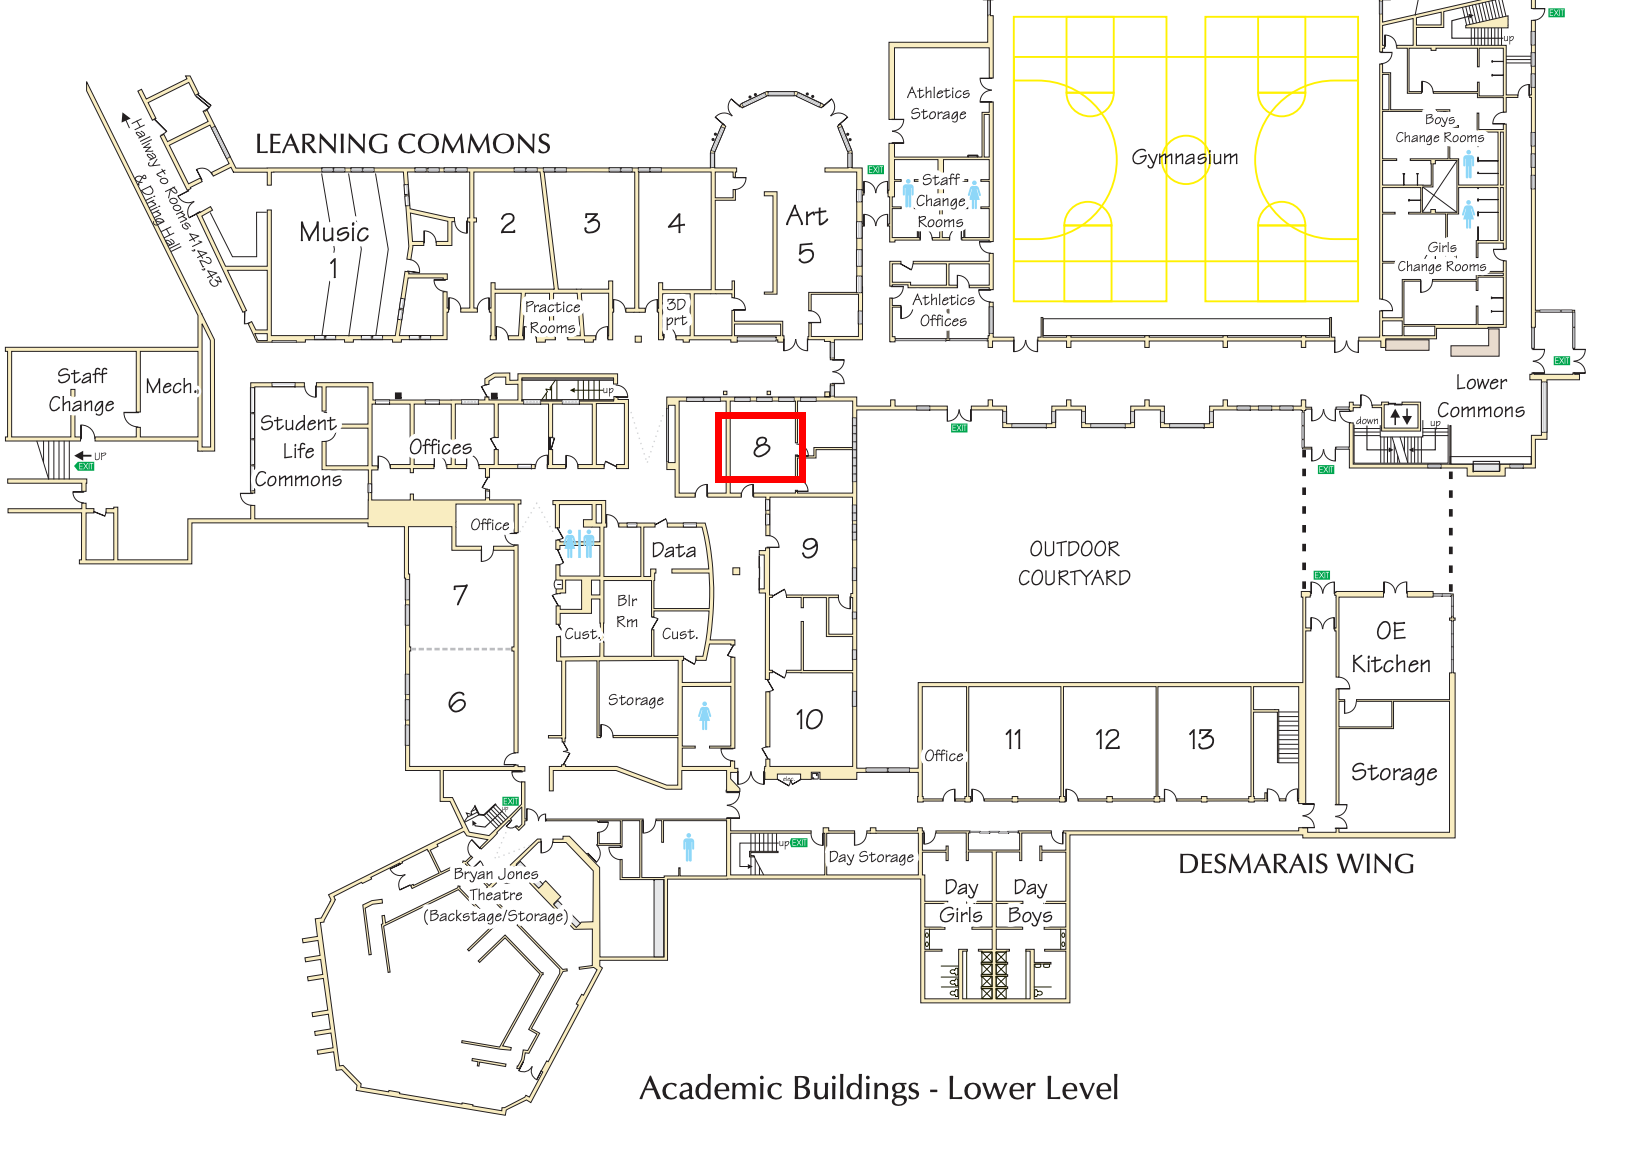 EXIT
up
Athletics
Storage
Gymnasium
Boys
Change Rooms
LEARNING COMMONS
Hallway to Rooms 41,42,43
& Dining Hall
EXIT
Staff
Change
Rooms
Music
1
2
3
4
Art
5
Girls
Change Rooms
Practice
Rooms
3D
prt
Athletics
Offices
EXIT
Staff
Change
Mech.
up
Lower
Commons
Student
Life
Commons
Offices
8
EXIT
down
up
UP
EXIT
EXIT
Office
Data
9
OUTDOOR
COURTYARD
EXIT
7
Blr
Rm
Cust.
Cust.
OE
Kitchen
6
Storage
10
Office
11
12
13
Storage
elec
EXIT
up
up
EXIT
Day Storage
DESMARAIS WING
Bryan Jones
Theatre
(Backstage/Storage)
Day
Girls
Day
Boys
Academic Buildings - Lower Level